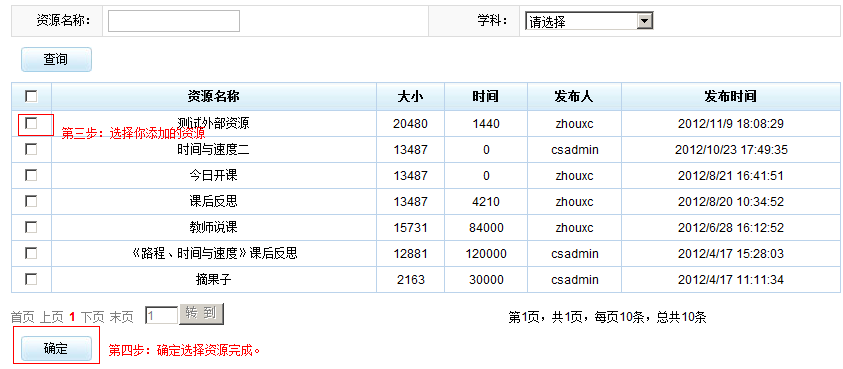 资源名称： 学科： 请选择
查询
资源名称 大小 时间 发布人 发布时间
测试外部资源 20480 1440 zhouxc 2012/11/9 18:08:29
第三步：选择你添加的资源
时间与速度二 13487 0 csadmin 2012/10/23 17:49:35
今日开课 13487 0 zhouxc 2012/8/21 16:41:51
课后反思 13487 4210 zhouxc 2012/8/20 10:34:52
教师说课 15731 84000 zhouxc 2012/6/28 16:12:52
《路程、时间与速度》课后反思 12881 120000 csadmin 2012/4/17 15:28:03
摘果子 2163 30000 csadmin 2012/4/17 11:11:34
首页 上页 1 下页 末页 1 转 到 第1页，共1页，每页10条，总共10条
确定 第四步：确定选择资源完成。